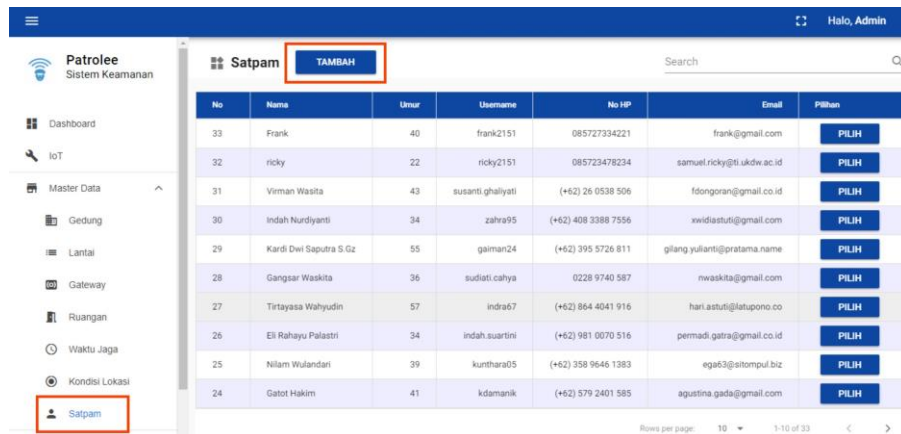 Halo, Admin
Patrolee
Sistem Keamanan
Dashboard
IoT
Master Data
Gedung
Lantai
Gateway
Ruangan
Waktu Jaga
Kondisi Lokasi
Satpam
Satpam TAMBAH Search
No Nama Umur Username No HP Email Pilihan
33 Frank 40 frank2151 085727334221 frank@gmail.com PILIH
32 ricky 22 ricky2151 085723478234 samuel.ricky@ti.ukdw.ac.id PILIH
31 Virman Wasita 43 susanti.ghaliyati (+62) 26 0538 506 fdongoran@gmail.co.id PILIH
30 Indah Nurdiyanti 34 zahra95 (+62) 408 3388 7556 xwidiastuti@gmail.com PILIH
29 Kardi Dwi Saputra S.Gz 55 gaiman24 (+62) 395 5726 811 gilang.yulianti@pratama.name PILIH
28 Gangsar Waskita 36 sudiati.cahya 0228 9740 587 nwaskita@gmail.com PILIH
27 Tirtayasa Wahyudin 57 indra67 (+62) 864 4041 916 hari.astuti@latupono.co PILIH
26 Eli Rahayu Palastri 34 indah.suartini (+62) 981 0070 516 permadi.gatra@gmail.co.id PILIH
25 Nilam Wulandari 39 kunthara05 (+62) 358 9646 1383 ega63@sitompul.biz PILIH
24 Gatot Hakim 41 kdamanik (+62) 579 2401 585 agustina.gada@gmail.com PILIH
Rows per page: 10 1-10 of 33